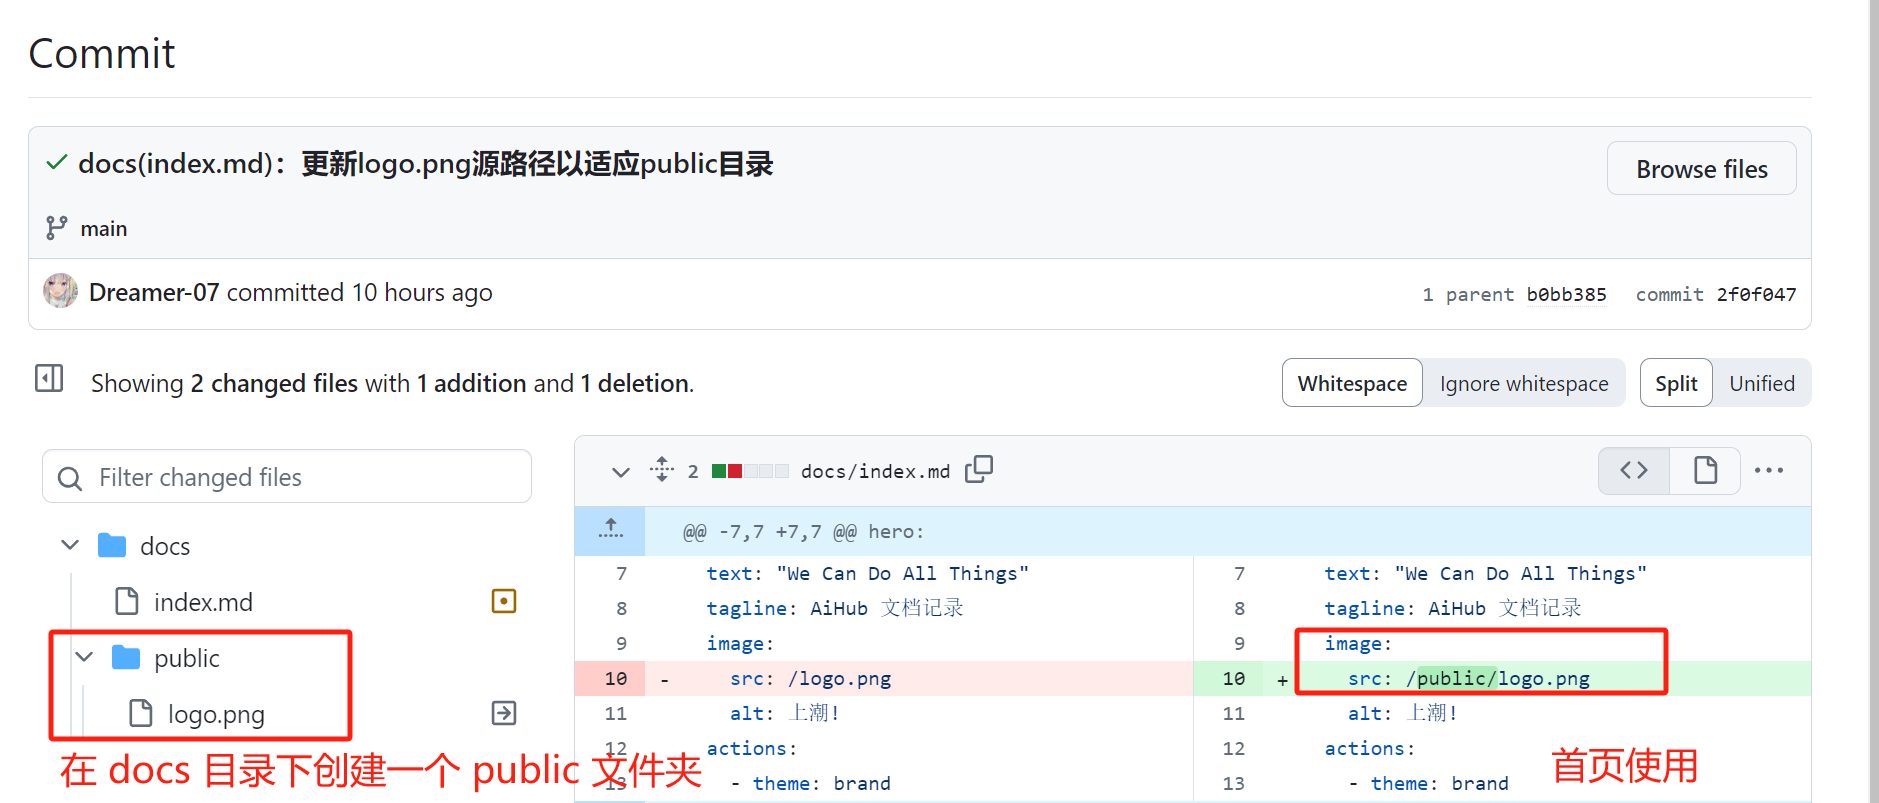 Commit
docs(index.md)：更新logo.png源路径以适应public目录
Browse files
main
Dreamer-07 committed 10 hours ago
1 parent b0bb385 commit 2f0f047
Showing 2 changed files with 1 addition and 1 deletion.
Whitespace Ignore whitespace Split Unified
Filter changed files
docs
index.md
public
logo.png
在 docs 目录下创建一个 public 文件夹
2 docs/index.md
@@ -7,7 +7,7 @@ hero:
7 text: "We Can Do All Things" 7 text: "We Can Do All Things"
8 tagline: AiHub 文档记录 8 tagline: AiHub 文档记录
9 image: 9 image:
10 - src: /logo.png 10 + src: /public/logo.png
11 alt: 上潮! 11 alt: 上潮!
12 actions: 12 actions:
13 - theme: brand 13 - theme: brand
首页使用